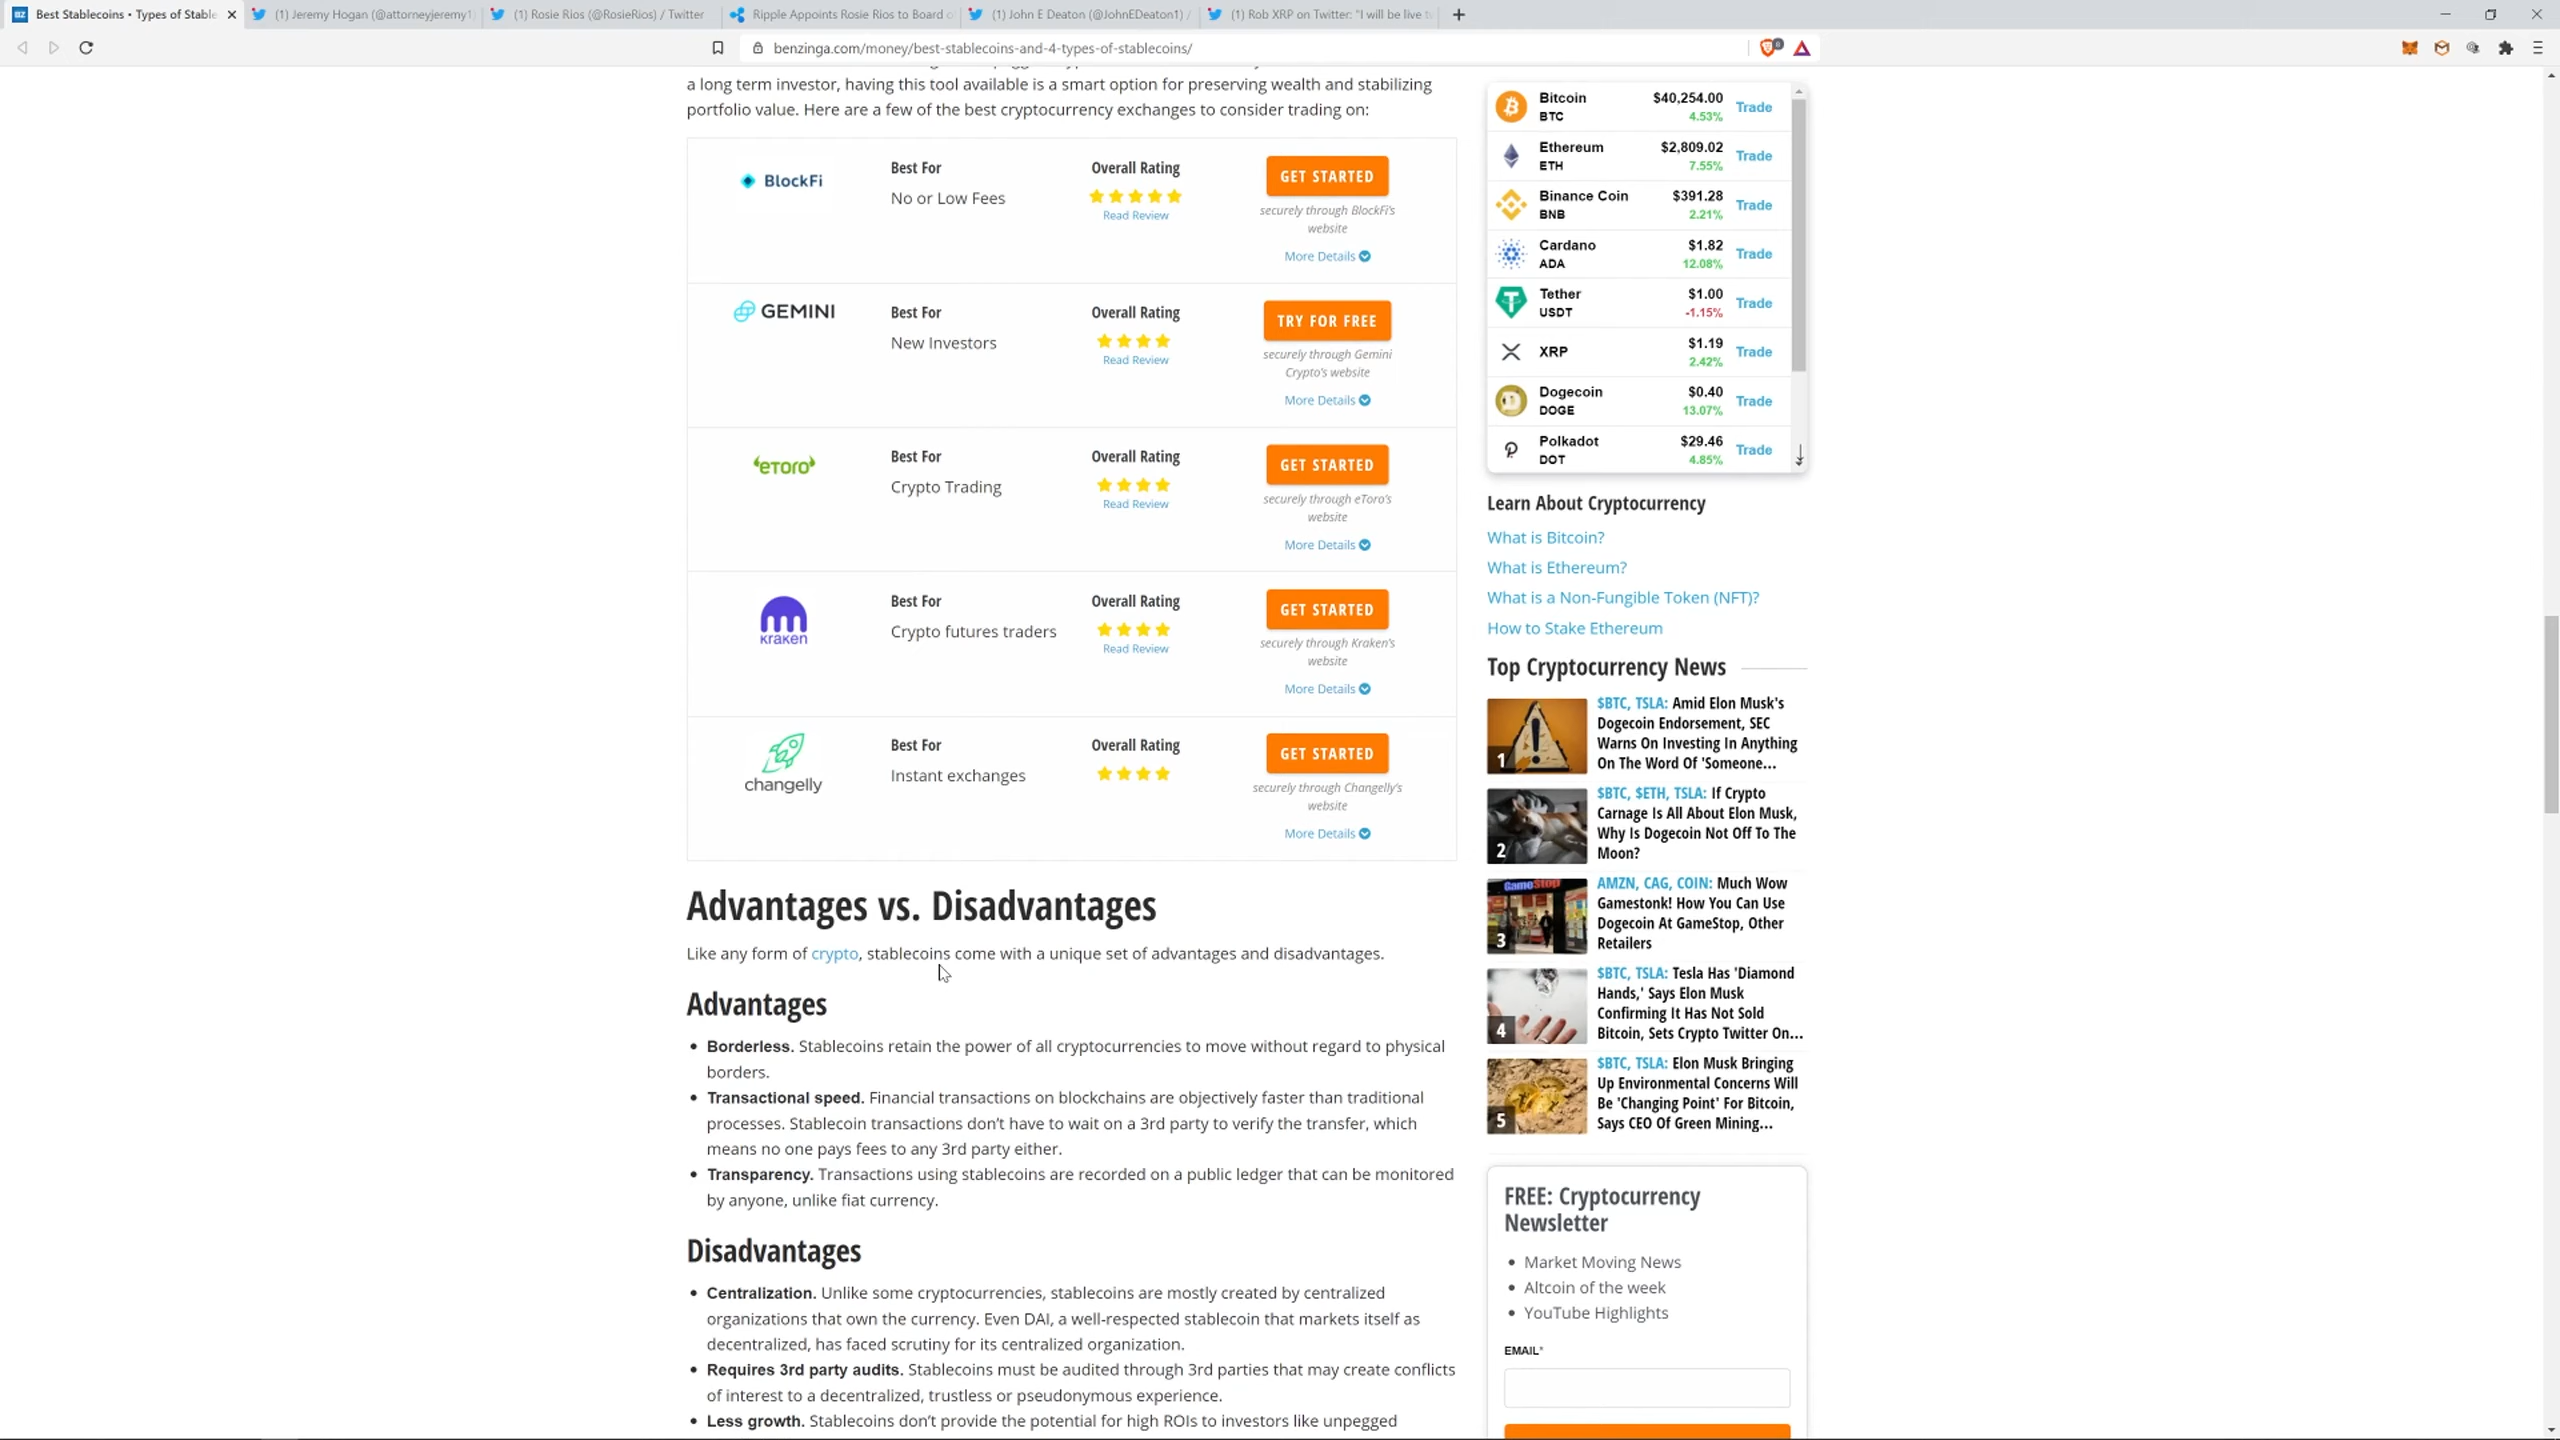 Best Stablecoins • Types of Stable
(1) Jeremy Hogan (@attorneyjeremy1
(1) Rosie Rios (@RosieRios) / Twitter
Ripple Appoints Rosie Rios to Board o
(1) John E Deaton (@JohnEDeaton1) /
(1) Rob XRP on Twitter: "I will be live t
benzinga.com/money/best-stablecoins-and-4-types-of-stablecoins/
a long term investor, having this tool available is a smart option for preserving wealth and stabilizing
portfolio value. Here are a few of the best cryptocurrency exchanges to consider trading on:
BlockFi
Best For
No or Low Fees
Overall Rating
Read Review
GET STARTED
securely through BlockFi's
website
More Details
GEMINI
Best For
New Investors
Overall Rating
Read Review
TRY FOR FREE
securely through Gemini
Crypto's website
More Details
eToro
Best For
Crypto Trading
Overall Rating
Read Review
GET STARTED
securely through eToro's
website
More Details
kraken
Best For
Crypto futures traders
Overall Rating
Read Review
GET STARTED
securely through Kraken's
website
More Details
changelly
Best For
Instant exchanges
Overall Rating
GET STARTED
securely through Changelly's
website
More Details
Advantages vs. Disadvantages
Like any form of crypto, stablecoins come with a unique set of advantages and disadvantages.
Advantages
• Borderless. Stablecoins retain the power of all cryptocurrencies to move without regard to physical
borders.
• Transactional speed. Financial transactions on blockchains are objectively faster than traditional
processes. Stablecoin transactions don't have to wait on a 3rd party to verify the transfer, which
means no one pays fees to any 3rd party either.
• Transparency. Transactions using stablecoins are recorded on a public ledger that can be monitored
by anyone, unlike fiat currency.
Disadvantages
• Centralization. Unlike some cryptocurrencies, stablecoins are mostly created by centralized
organizations that own the currency. Even DAI, a well-respected stablecoin that markets itself as
decentralized, has faced scrutiny for its centralized organization.
• Requires 3rd party audits. Stablecoins must be audited through 3rd parties that may create conflicts
of interest to a decentralized, trustless or pseudonymous experience.
• Less growth. Stablecoins don't provide the potential for high ROIs to investors like unpegged
Bitcoin $40,254.00 Trade
BTC 4.53%
Ethereum $2,809.02 Trade
ETH 7.55%
Binance Coin $391.28 Trade
BNB 2.21%
Cardano $1.82 Trade
ADA 12.08%
Tether $1.00 Trade
USDT -1.15%
XRP $1.19 Trade
2.42%
Dogecoin $0.40 Trade
DOGE 13.07%
Polkadot $29.46 Trade
DOT 4.85%
Learn About Cryptocurrency
What is Bitcoin?
What is Ethereum?
What is a Non-Fungible Token (NFT)?
How to Stake Ethereum
Top Cryptocurrency News
1
$BTC, TSLA: Amid Elon Musk's
Dogecoin Endorsement, SEC
Warns On Investing In Anything
On The Word Of 'Someone...
2
$BTC, $ETH, TSLA: If Crypto
Carnage Is All About Elon Musk,
Why Is Dogecoin Not Off To The
Moon?
GameStop
3
AMZN, CAG, COIN: Much Wow
Gamestonk! How You Can Use
Dogecoin At GameStop, Other
Retailers
4
$BTC, TSLA: Tesla Has 'Diamond
Hands,' Says Elon Musk
Confirming It Has Not Sold
Bitcoin, Sets Crypto Twitter On...
5
$BTC, TSLA: Elon Musk Bringing
Up Environmental Concerns Will
Be 'Changing Point' For Bitcoin,
Says CEO Of Green Mining...
FREE: Cryptocurrency
Newsletter
• Market Moving News
• Altcoin of the week
• YouTube Highlights
EMAIL*